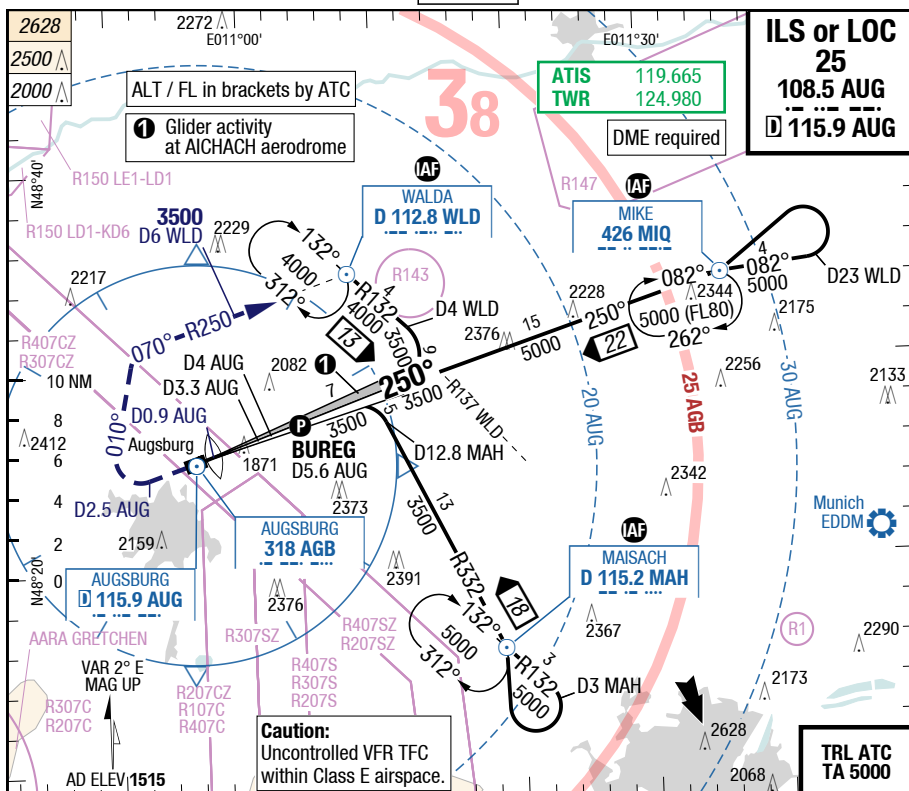 2628
2500
2000
2272
E011°00'
E011°30'
ILS or LOC
25
108.5 AUG
D 115.9 AUG
ATIS 119.665
TWR 124.980
DME required
ALT / FL in brackets by ATC
1 Glider activity
at AICHACH aerodrome
38
N48°40'
R150 LE1-LD1
R150 LD1-KD6
3500
D6 WLD
2229
2217
IAF
WALDA
D 112.8 WLD
R147
IAF
MIKE
426 MIQ
132°
4000
312°
R143
R132
4
4000
D4 WLD
3500
9
13
070° R250
R407CZ
R307CZ
4
082°
5000
D23 WLD
082°
2344
5000 (FL80)
262°
2228
250°
15
5000
22
2376
2175
2256
2133
10 NM
8
6
4
2
0
D4 AUG
D3.3 AUG
2082
1
7
250°
3500
3500
R137 WLD
20 AUG
25 AGB
30 AUG
010°
D0.9 AUG
Augsburg
2412
P
BUREG
D5.6 AUG
1871
5
D12.8 MAH
2373
2342
D2.5 AUG
2159
Munich
EDDM
13
3500
R332
AUGSBURG
318 AGB
IAF
MAISACH
D 115.2 MAH
N48°20'
AUGSBURG
D 115.9 AUG
2376
2391
18
2367
R1
2290
AARA GRETCHEN
R307SZ
R407SZ
R207SZ
132°
5000
312°
R132
3
5000
D3 MAH
2173
VAR 2° E
MAG UP
R307C
R207C
R207CZ
R107C
R407C
R407S
R307S
R207S
2628
2068
AD ELEV 1515
Caution:
Uncontrolled VFR TFC
within Class E airspace.
TRL ATC
TA 5000